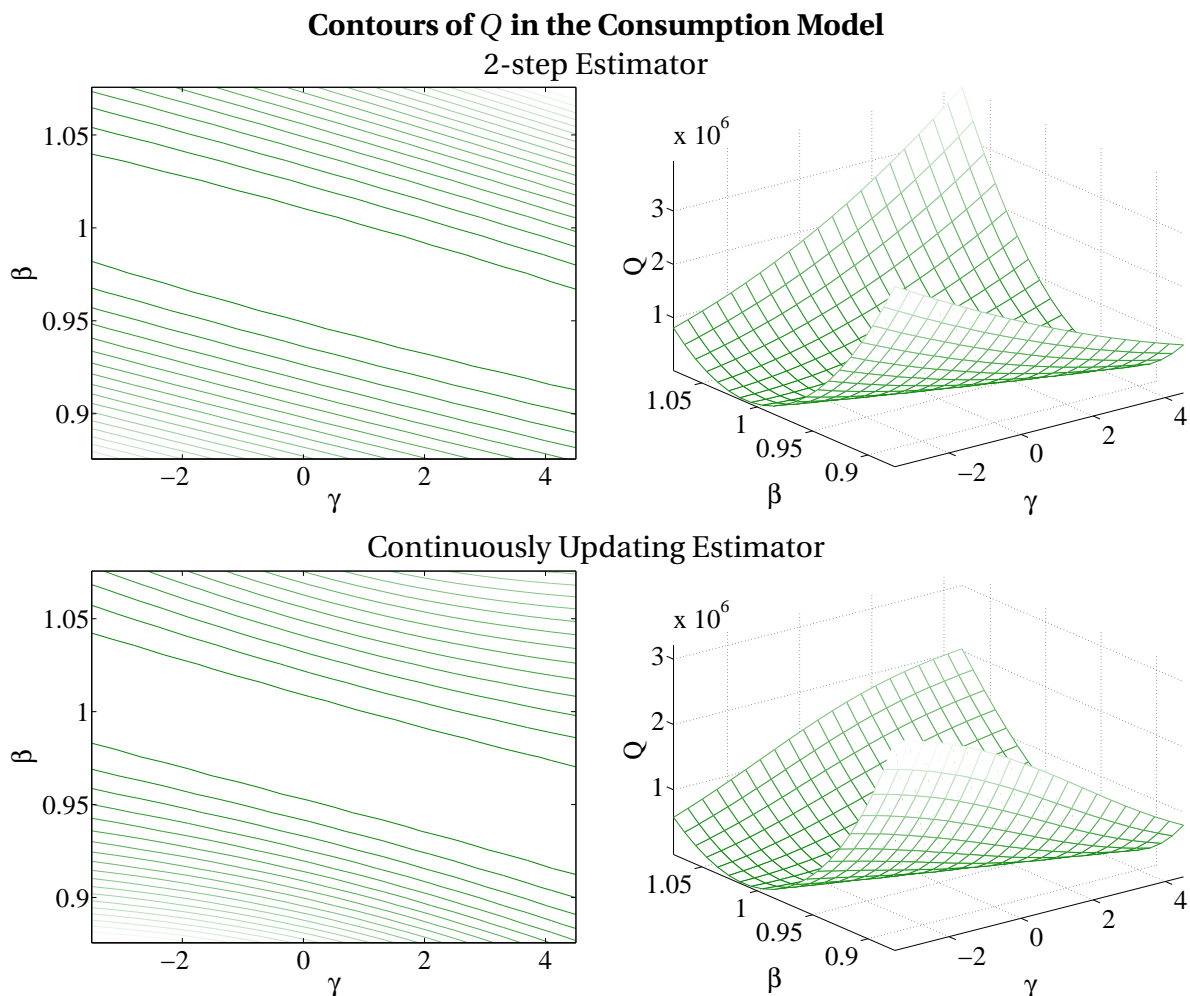 Contours of Q in the Consumption Model
2-step Estimator
1.05
1
0.95
0.9
β
−2 0 2 4
γ
x 10^6
3
2
1
Q
1.05
1
0.95
0.9
β
−2
0
2
4
γ
Continuously Updating Estimator
1.05
1
0.95
0.9
β
−2 0 2 4
γ
x 10^6
3
2
1
Q
1.05
1
0.95
0.9
β
−2
0
2
4
γ